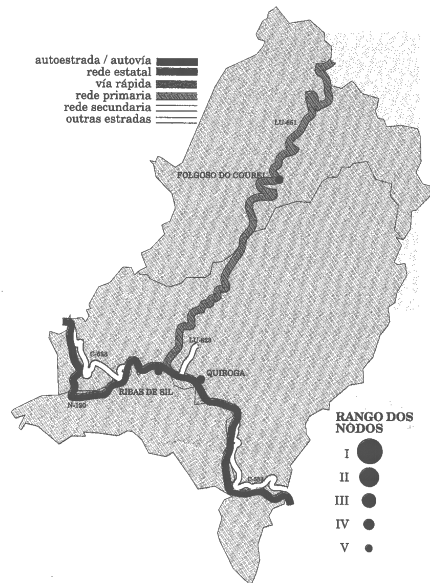 autoestrada / autovía
rede estatal
vía rápida
rede primaria
rede secundaria
outras estradas
LU-651
FOLGOSO DO COUREL
LU-623
C-533
QUIROGA
RIBAS DE SIL
N-120
RANGO DOS
NODOS
I
II
III
IV
V